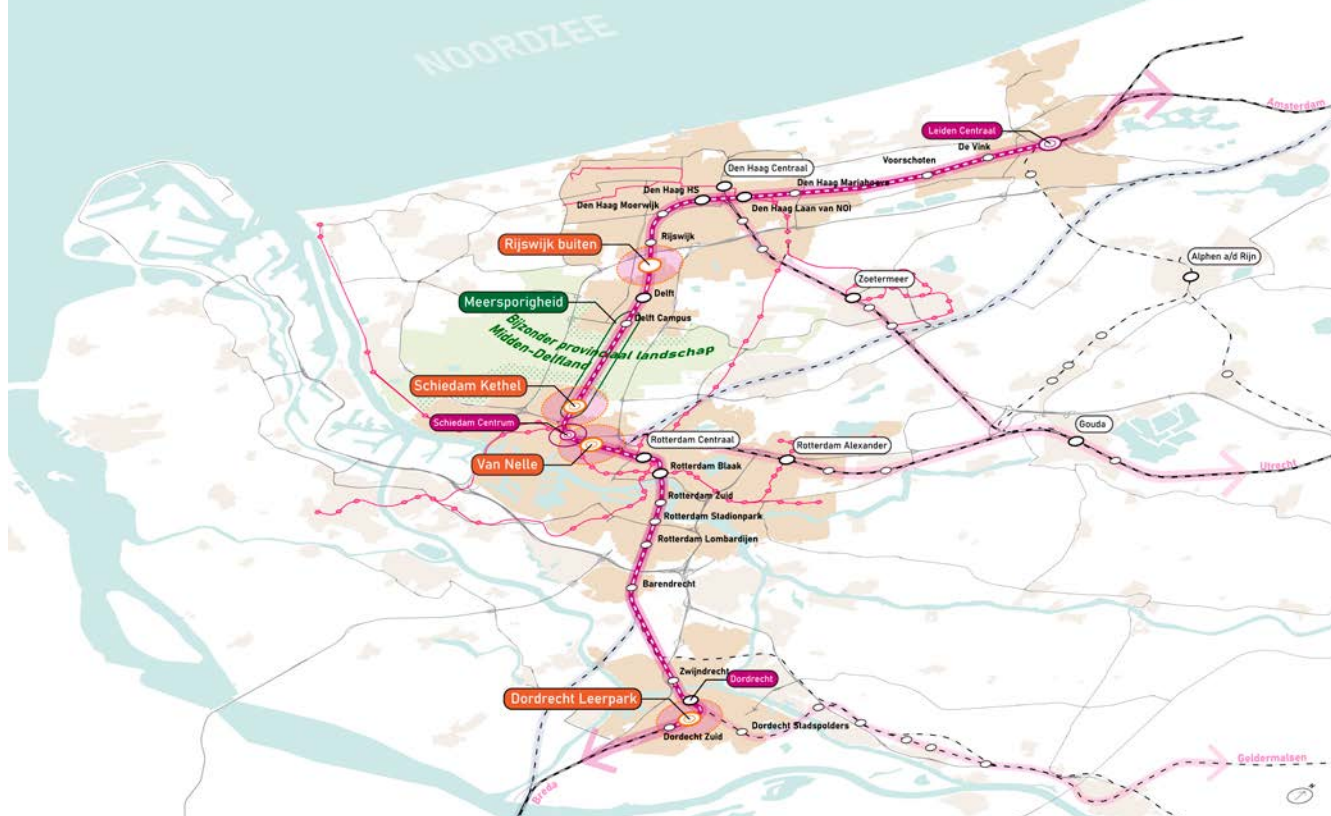 NOORDZEE
Amsterdam
Leiden Centraal
De Vink
Voorschoten
Den Haag Centraal
Den Haag Mariahoeve
Den Haag HS
Den Haag Moerwijk
Den Haag Laan van NOI
Rijswijk
Rijswijk buiten
Alphen a/d Rijn
Zoetermeer
Delft
Meersporigheid
Delft Campus
Bijzonder provinciaal landschap
Midden-Delfland
Schiedam Kethel
Schiedam Centrum
Gouda
Rotterdam Centraal
Rotterdam Alexander
Van Nelle
Rotterdam Blaak
Utrecht
Rotterdam Zuid
Rotterdam Stadionpark
Rotterdam Lombardijen
Barendrecht
Zwijndrecht
Dordrecht
Dordrecht Leerpark
Dordecht Stadspolders
Dordecht Zuid
Geldermalsen
Breda